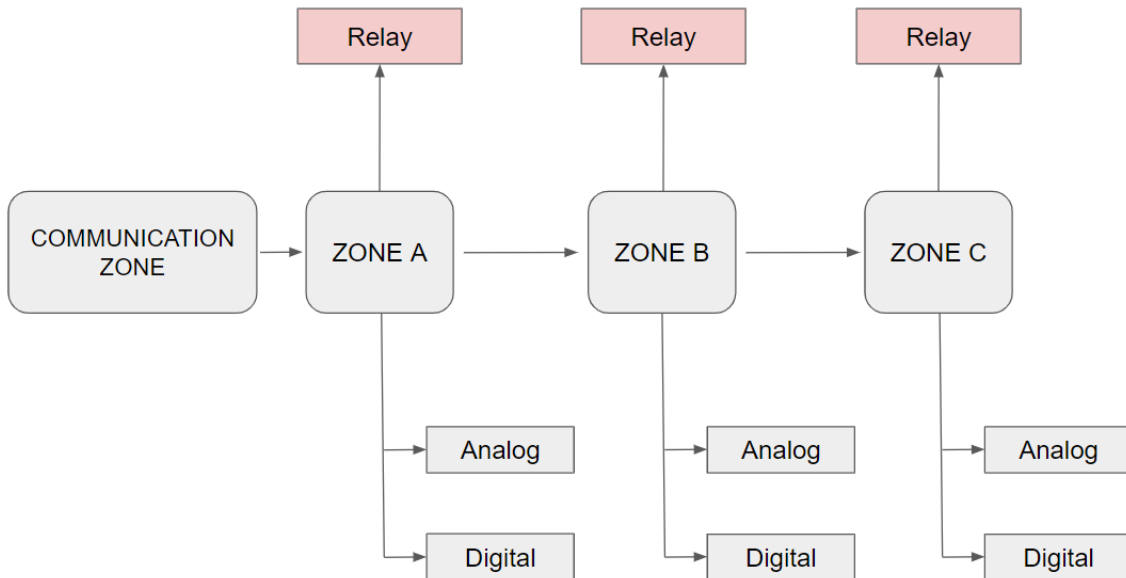 Relay
Relay
Relay
COMMUNICATION
ZONE
ZONE A
ZONE B
ZONE C
Analog
Analog
Analog
Digital
Digital
Digital